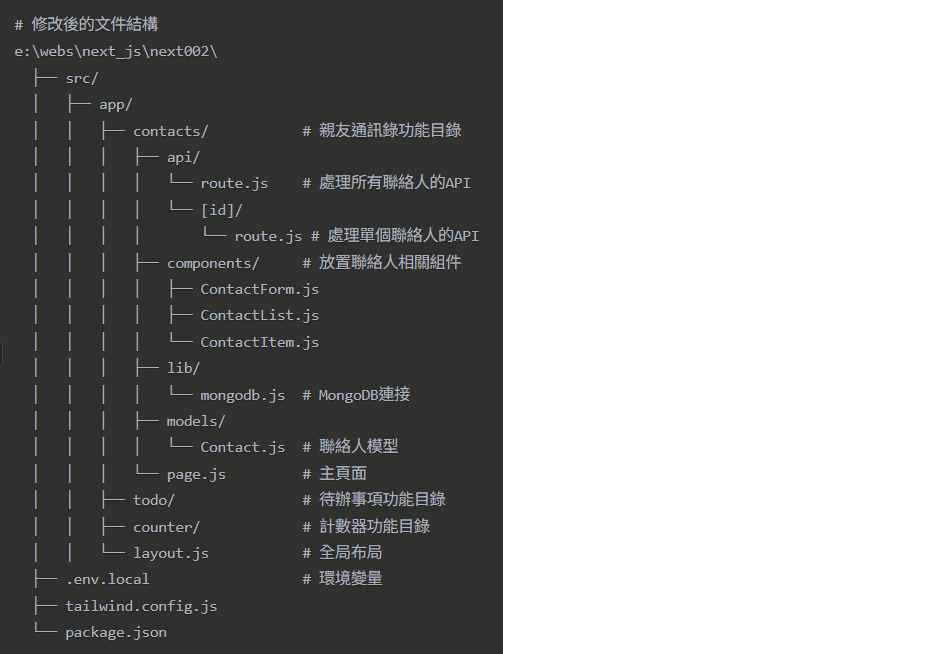 # 修改後的文件結構
e:\webs\next_js\next002\
  ├── src/
  │   ├── app/
  │   │   ├── contacts/           # 親友通訊錄功能目錄
  │   │   │   ├── api/
  │   │   │   │   └── route.js    # 處理所有聯絡人的API
  │   │   │   │   └── [id]/
  │   │   │   │       └── route.js # 處理單個聯絡人的API
  │   │   │   ├── components/     # 放置聯絡人相關組件
  │   │   │   │   ├── ContactForm.js
  │   │   │   │   ├── ContactList.js
  │   │   │   │   └── ContactItem.js
  │   │   │   ├── lib/
  │   │   │   │   └── mongodb.js  # MongoDB連接
  │   │   │   ├── models/
  │   │   │   │   └── Contact.js  # 聯絡人模型
  │   │   │   └── page.js         # 主頁面
  │   │   ├── todo/               # 待辦事項功能目錄
  │   │   ├── counter/            # 計數器功能目錄
  │   │   └── layout.js           # 全局布局
  ├── .env.local                  # 環境變量
  ├── tailwind.config.js
  └── package.json